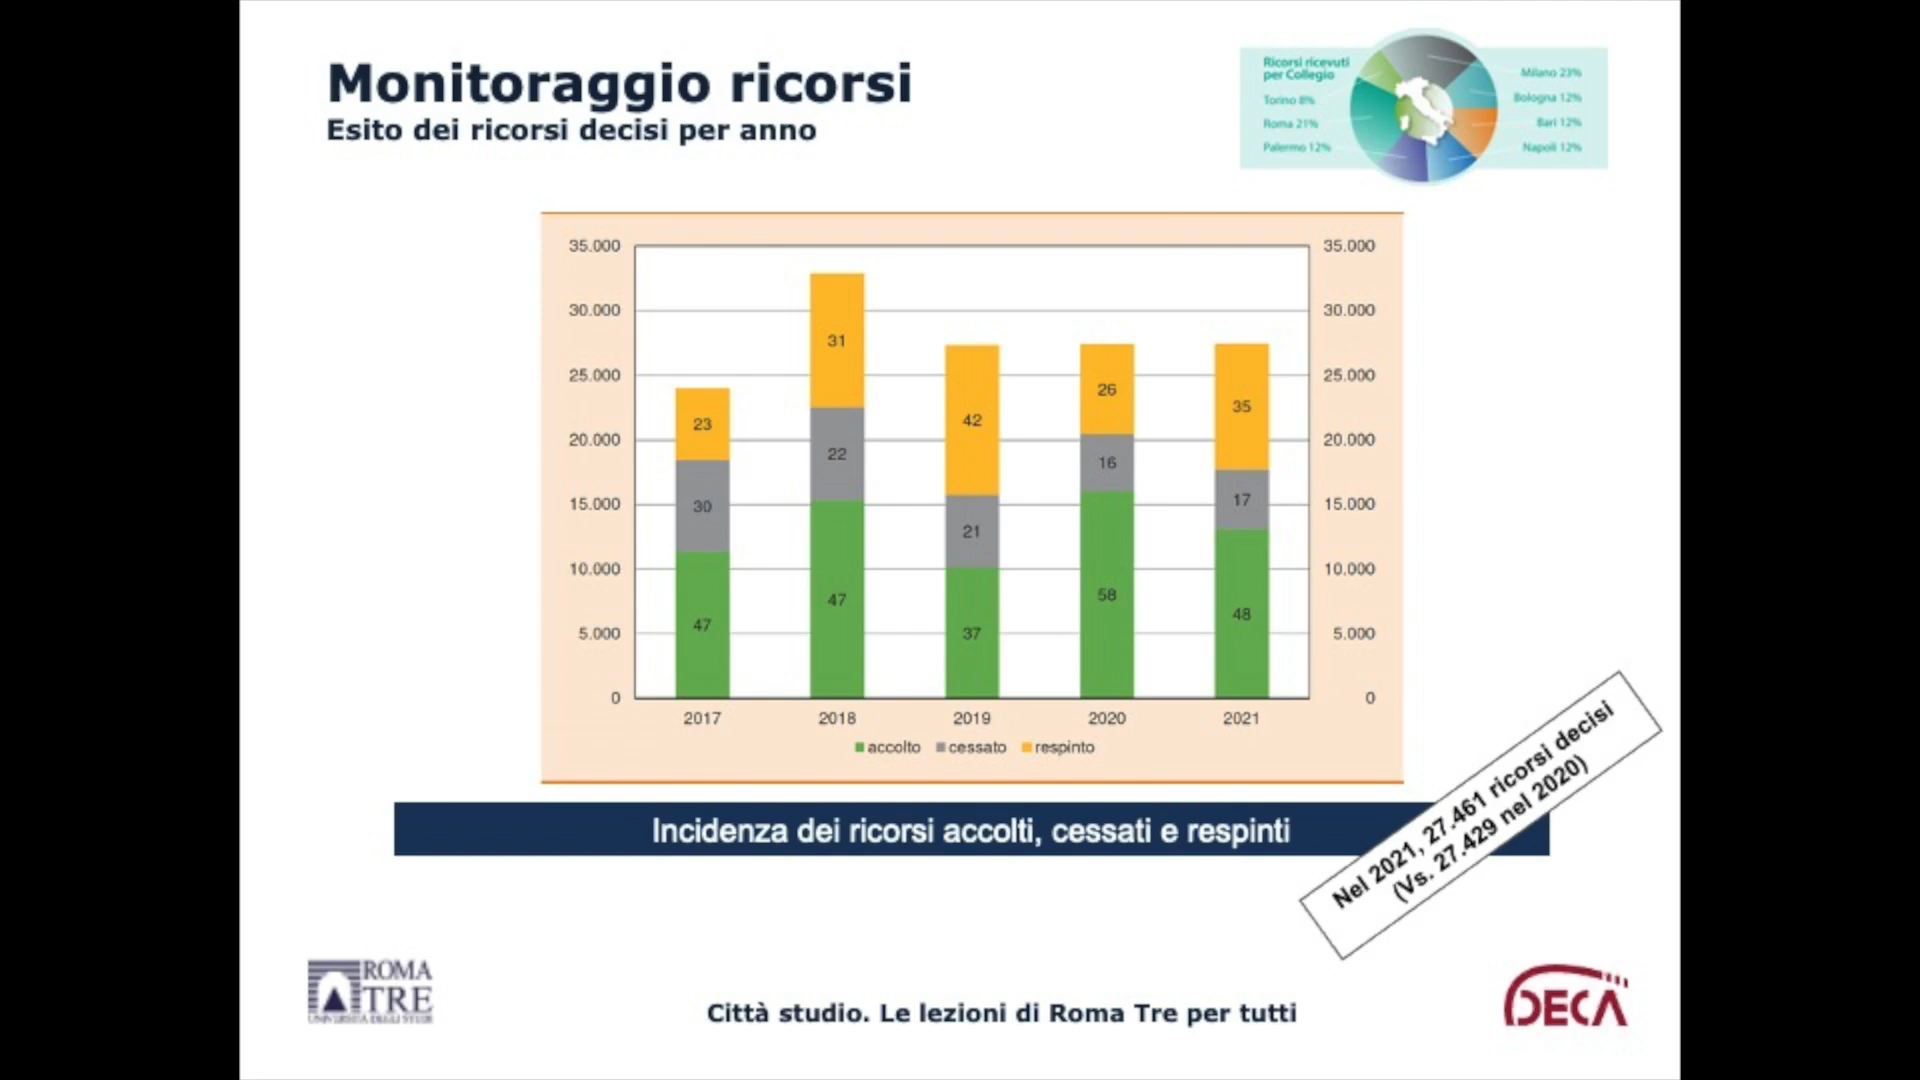 Monitoraggio ricorsi
Esito dei ricorsi decisi per anno
Ricorsi ricevuti
per Collegio
Torino 8%
Roma 21%
Palermo 12%
Milano 23%
Bologna 12%
Bari 12%
Napoli 12%
35.000
30.000
25.000
20.000
15.000
10.000
5.000
0
35.000
30.000
25.000
20.000
15.000
10.000
5.000
0
23
30
47
31
22
47
42
21
37
26
16
58
35
17
48
2017 2018 2019 2020 2021
accolto cessato respinto
Incidenza dei ricorsi accolti, cessati e respinti
Nel 2021, 27.461 ricorsi decisi
(Vs. 27.429 nel 2020)
ROMA
TRE
UNIVERSITÀ DEGLI STUDI
Città studio. Le lezioni di Roma Tre per tutti
DECA